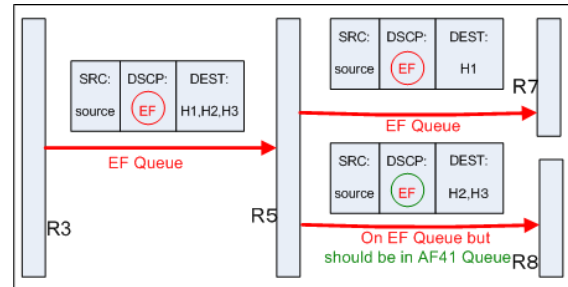 SRC: DSCP: DEST:
source EF H1,H2,H3
EF Queue
R3
R5
SRC: DSCP: DEST:
source EF H1
R7
EF Queue
SRC: DSCP: DEST:
source EF H2,H3
On EF Queue but
should be in AF41 Queue
R8